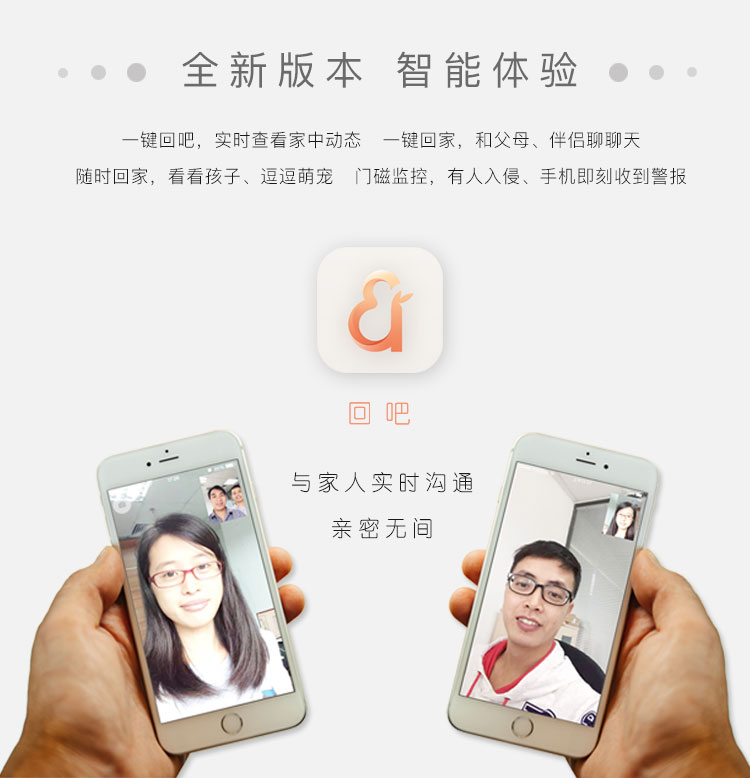 全新版本 智能体验
一键回吧，实时查看家中动态 一键回家，和父母、伴侣聊聊天
随时回家，看看孩子、逗逗萌宠 门磁监控，有人入侵、手机即刻收到警报
回吧
与家人实时沟通
亲密无间